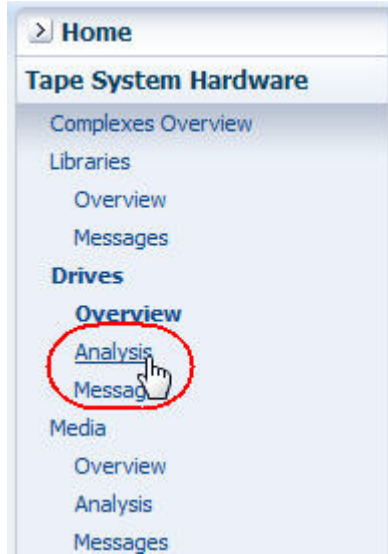 Home
Tape System Hardware
Complexes Overview
Libraries
Overview
Messages
Drives
Overview
Analysis
Media
Overview
Analysis
Messages